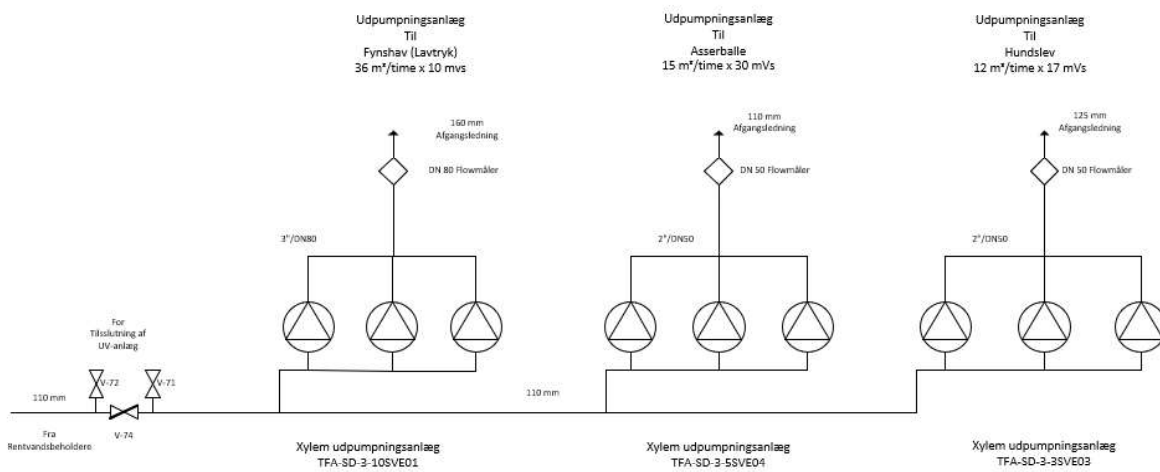 Udpumpningsanlæg
Til
Fynshav (Lavtryk)
36 m³/time x 10 mvs
Udpumpningsanlæg
Til
Asserballe
15 m³/time x 30 mVs
Udpumpningsanlæg
Til
Hundslev
12 m³/time x 17 mVs
160 mm
Afgangsledning
DN 80 Flowmåler
110 mm
Afgangsledning
DN 50 Flowmåler
125 mm
Afgangsledning
DN 50 Flowmåler
3"/DN80
2"/DN50
2"/DN50
For
Tilsslutning af
UV-anlæg
V-72
V-71
110 mm
110 mm
Fra
Rentvandsbeholdere
V-74
Xylem udpumpningsanlæg
TFA-SD-3-10SVE01
Xylem udpumpningsanlæg
TFA-SD-3-5SVE04
Xylem udpumpningsanlæg
TFA-SD-3-3SVE03